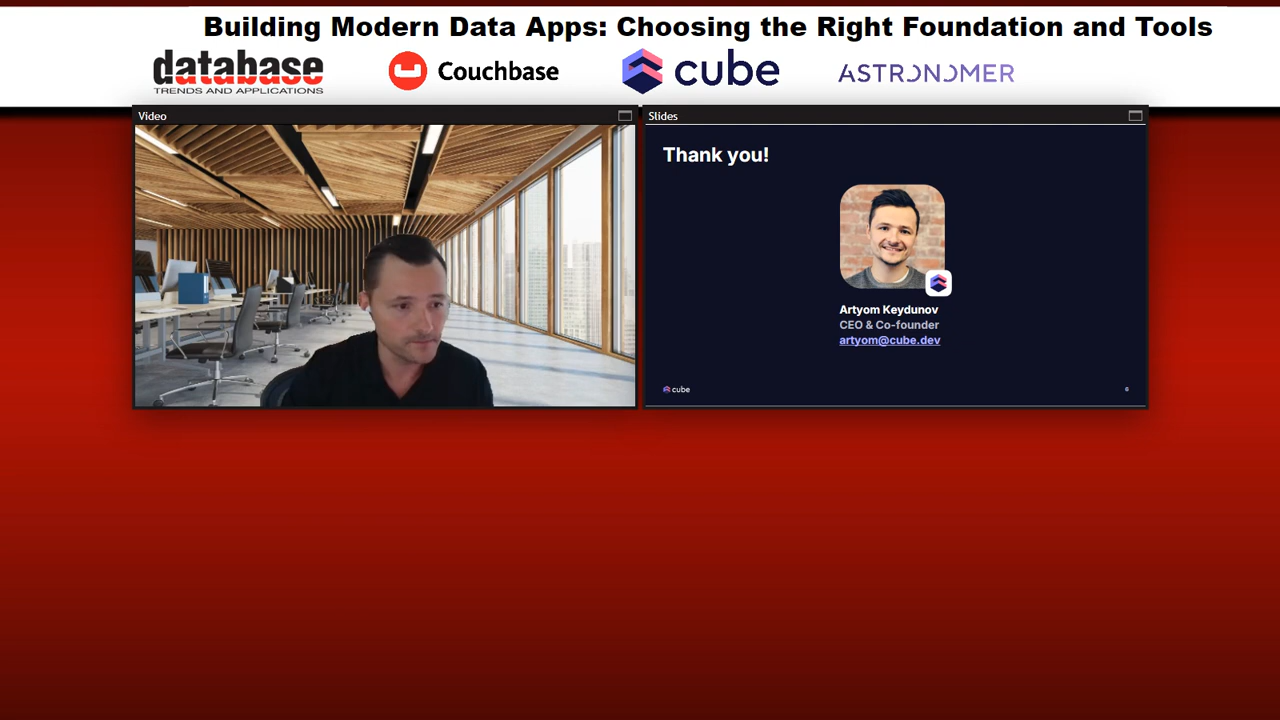 Building Modern Data Apps: Choosing the Right Foundation and Tools
database
TRENDS AND APPLICATIONS
Couchbase
cube
ASTRONOMER
Video
Slides
Thank you!
Artyom Keydunov
CEO & Co-founder
artyom@cube.dev
cube
6